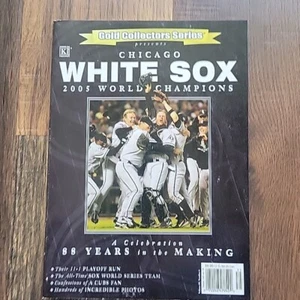 Gold Collectors Series
presents
CHICAGO
WHITE SOX
2005 WORLD CHAMPIONS
A Celebration
88 YEARS in the MAKING
Their 11-1 PLAYOFF RUN
The All-Time SOX WORLD SERIES TEAM
Confessions of A CUBS FAN
Hundreds of INCREDIBLE PHOTOS